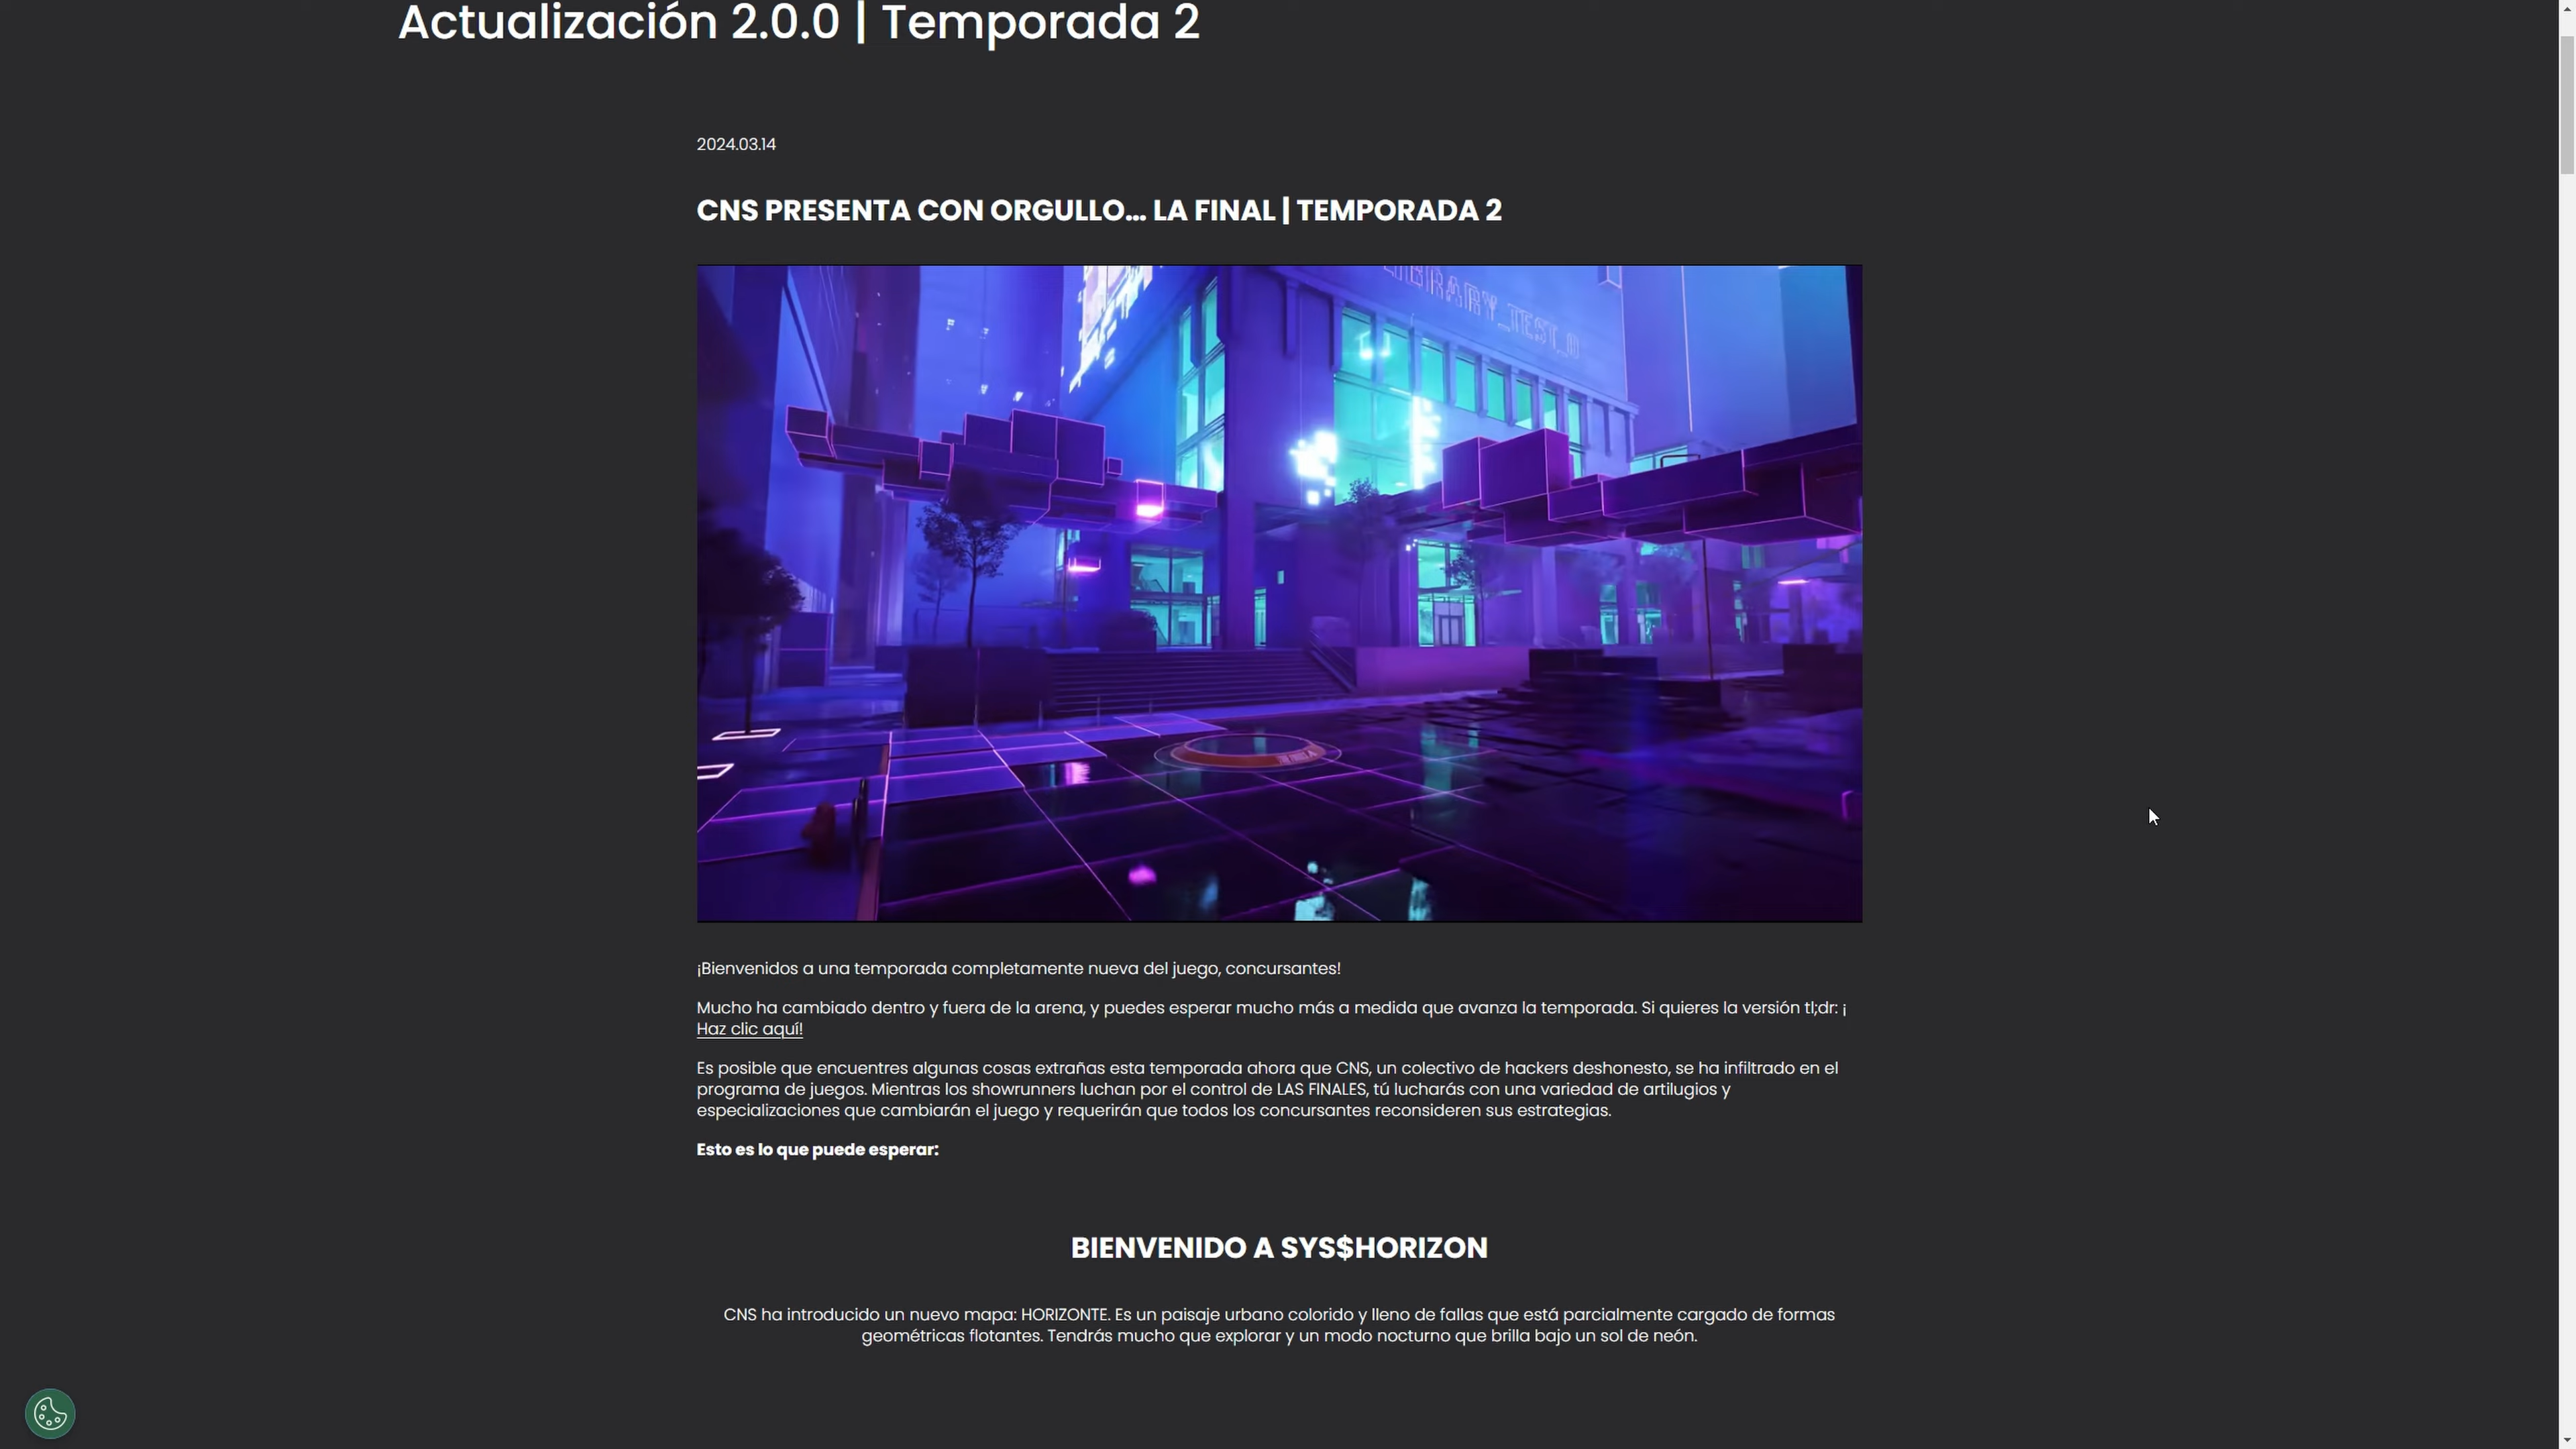 Actualización 2.0.0 | Temporada 2
2024.03.14
CNS PRESENTA CON ORGULLO... LA FINAL | TEMPORADA 2
LIBRARY_TEST_0
¡Bienvenidos a una temporada completamente nueva del juego, concursantes!
Mucho ha cambiado dentro y fuera de la arena, y puedes esperar mucho más a medida que avanza la temporada. Si quieres la versión tl;dr: ¡
Haz clic aquí!
Es posible que encuentres algunas cosas extrañas esta temporada ahora que CNS, un colectivo de hackers deshonesto, se ha infiltrado en el
programa de juegos. Mientras los showrunners luchan por el control de LAS FINALES, tú lucharás con una variedad de artilugios y
especializaciones que cambiarán el juego y requerirán que todos los concursantes reconsideren sus estrategias.
Esto es lo que puede esperar:
BIENVENIDO A SYS$HORIZON
CNS ha introducido un nuevo mapa: HORIZONTE. Es un paisaje urbano colorido y lleno de fallas que está parcialmente cargado de formas
geométricas flotantes. Tendrás mucho que explorar y un modo nocturno que brilla bajo un sol de neón.